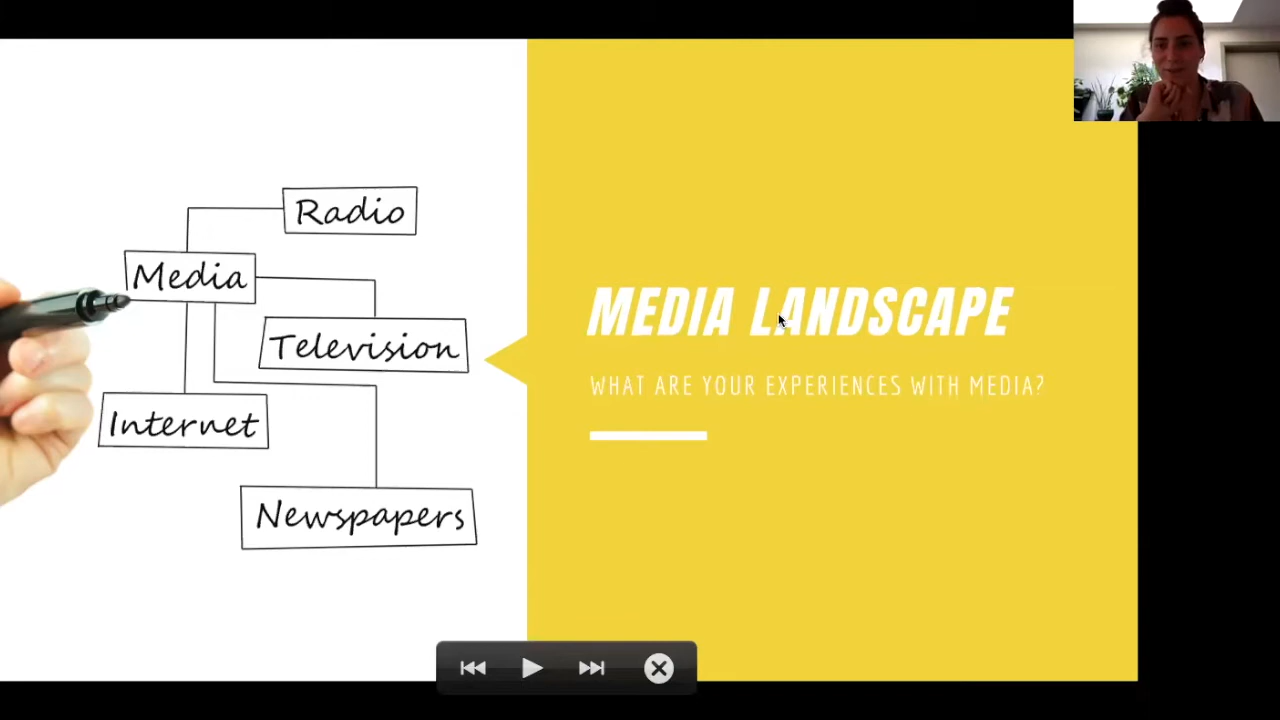 Radio
Media
Television
Internet
Newspapers
MEDIA LANDSCAPE
WHAT ARE YOUR EXPERIENCES WITH MEDIA?